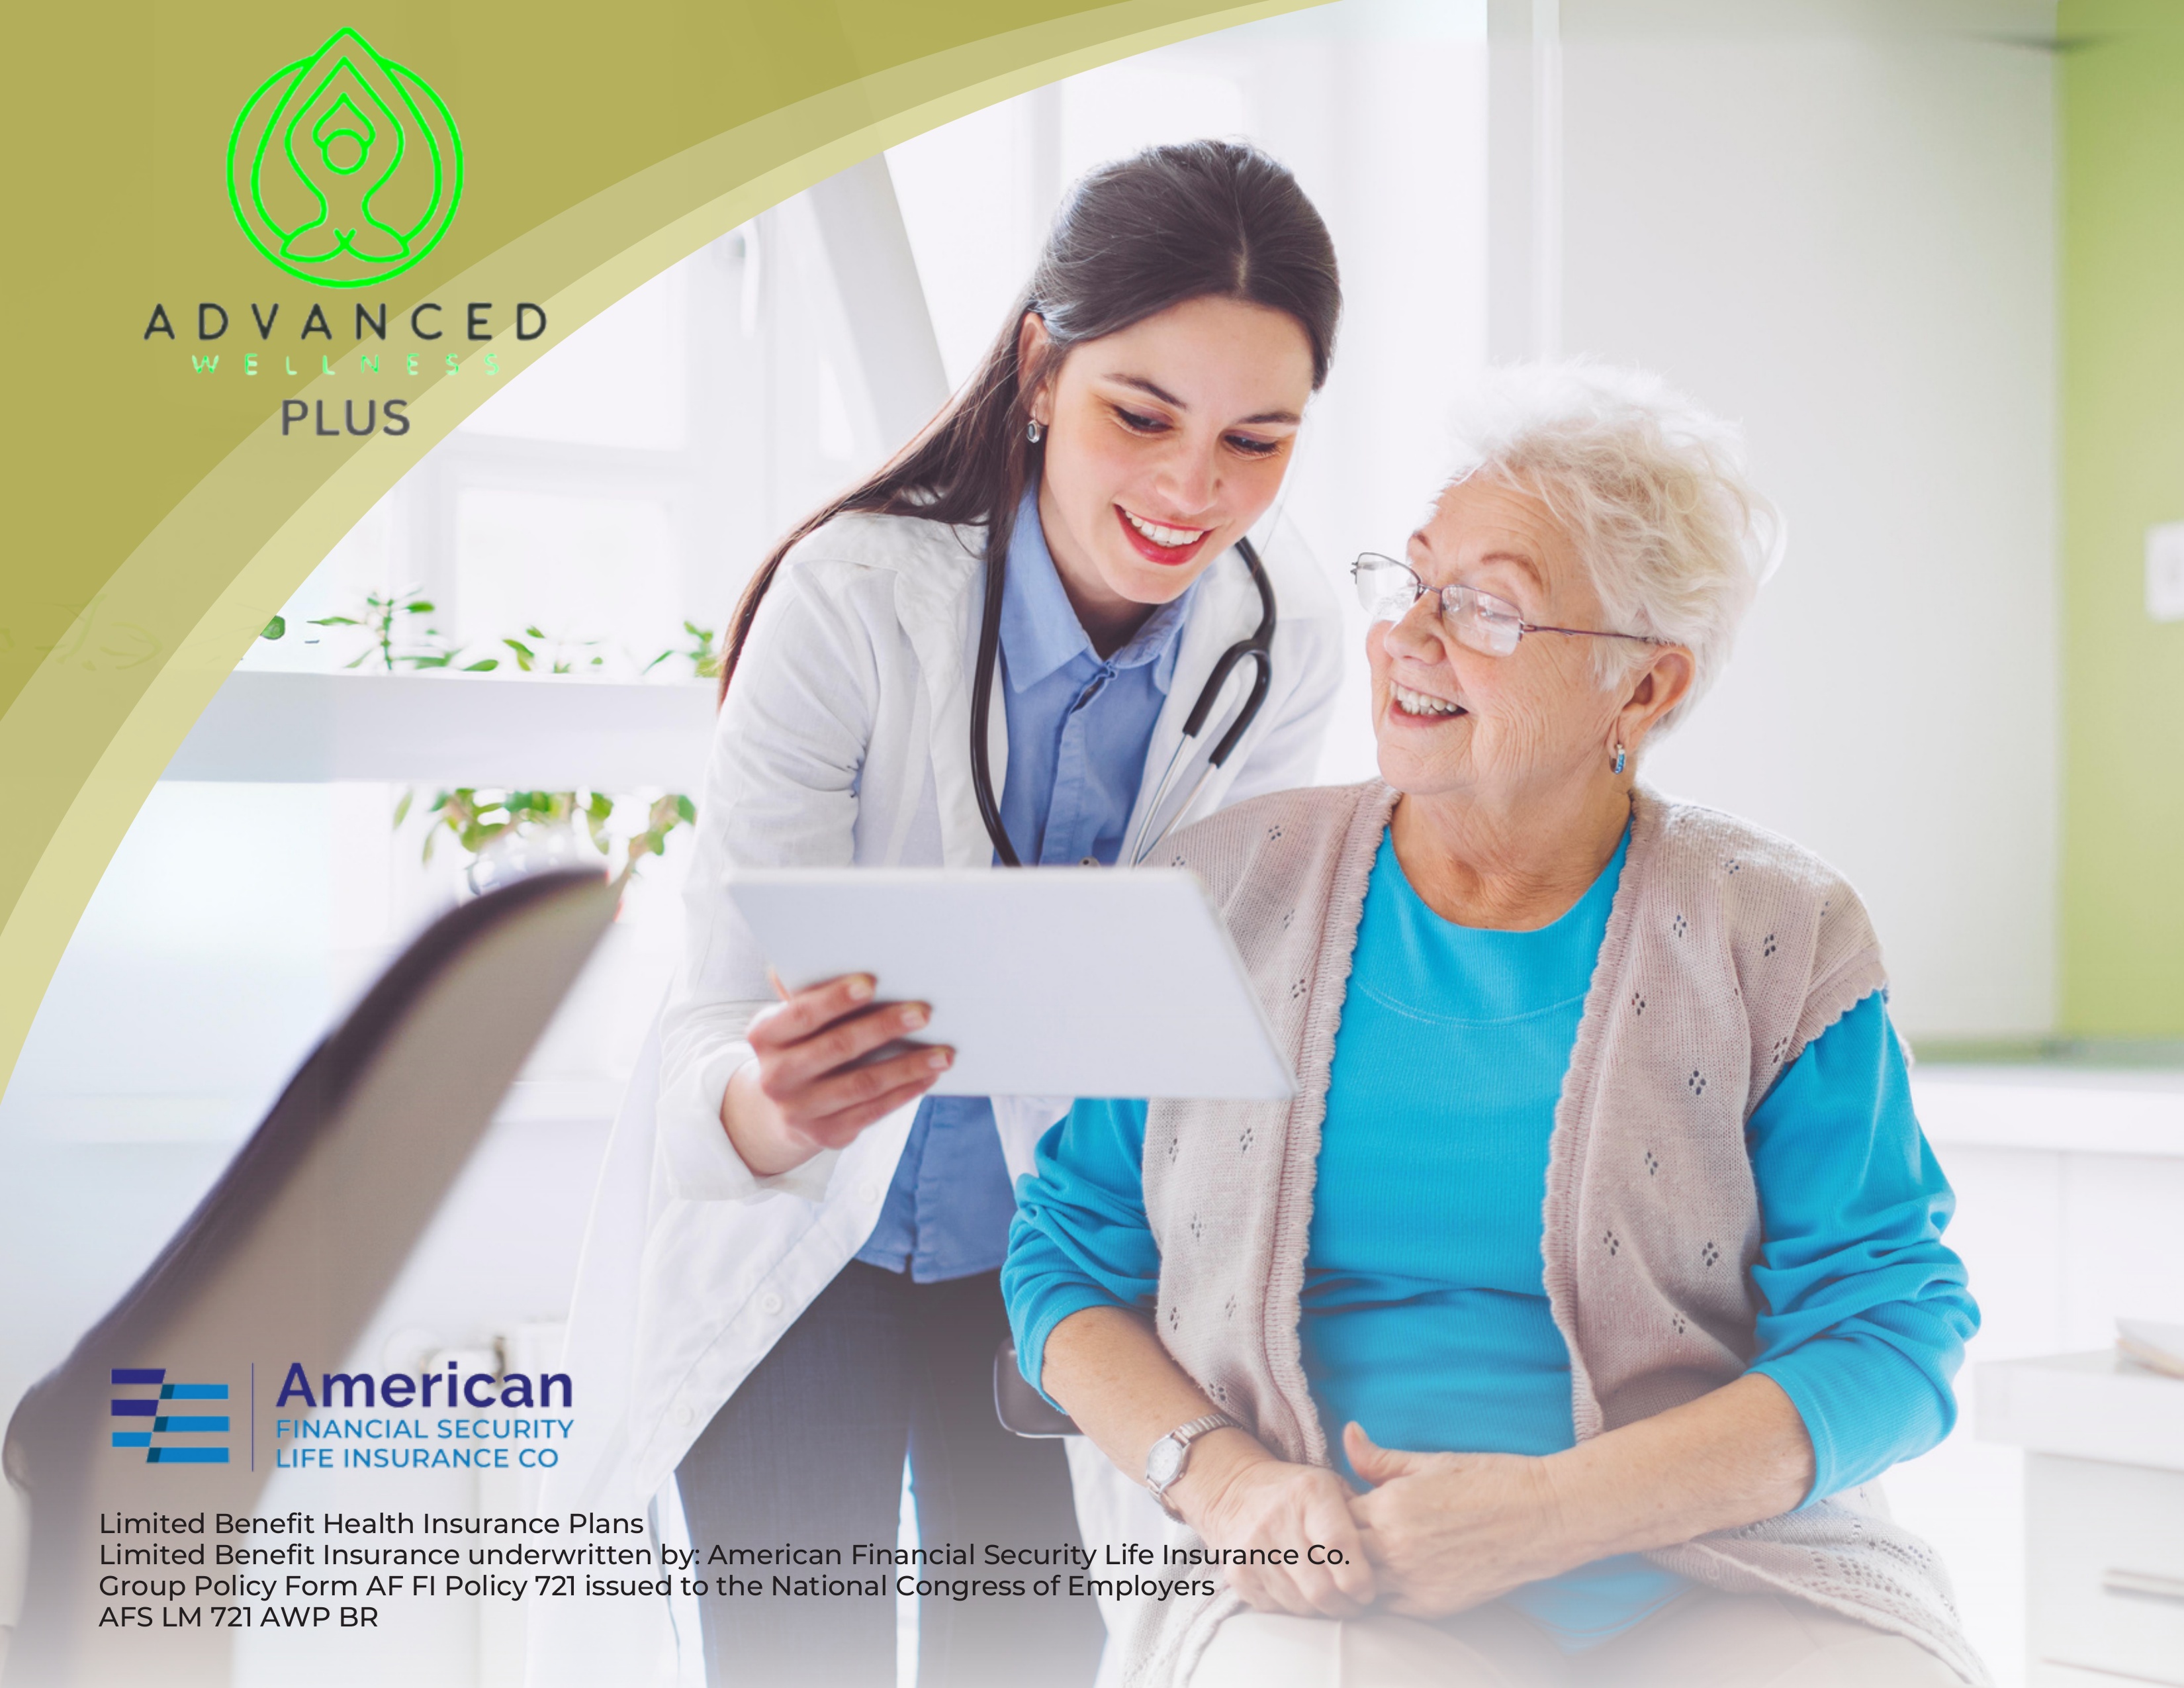 ADVANCED
WELLNESS
PLUS
American
FINANCIAL SECURITY
LIFE INSURANCE CO
Limited Benefit Health Insurance Plans
Limited Benefit Insurance underwritten by: American Financial Security Life Insurance Co.
Group Policy Form AF FI Policy 721 issued to the National Congress of Employers
AFS LM 721 AWP BR